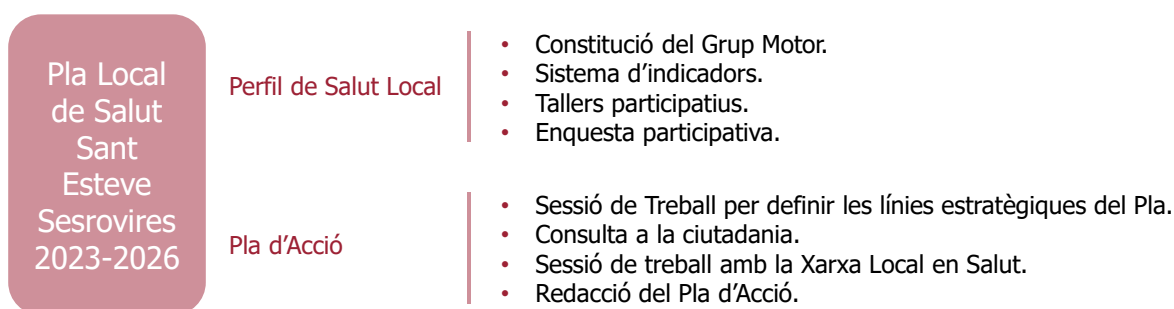 Pla Local
de Salut
Sant
Esteve
Sesrovires
2023-2026
Perfil de Salut Local
• Constitució del Grup Motor.
• Sistema d’indicadors.
• Tallers participatius.
• Enquesta participativa.
Pla d’Acció
• Sessió de Treball per definir les línies estratègiques del Pla.
• Consulta a la ciutadania.
• Sessió de treball amb la Xarxa Local en Salut.
• Redacció del Pla d’Acció.